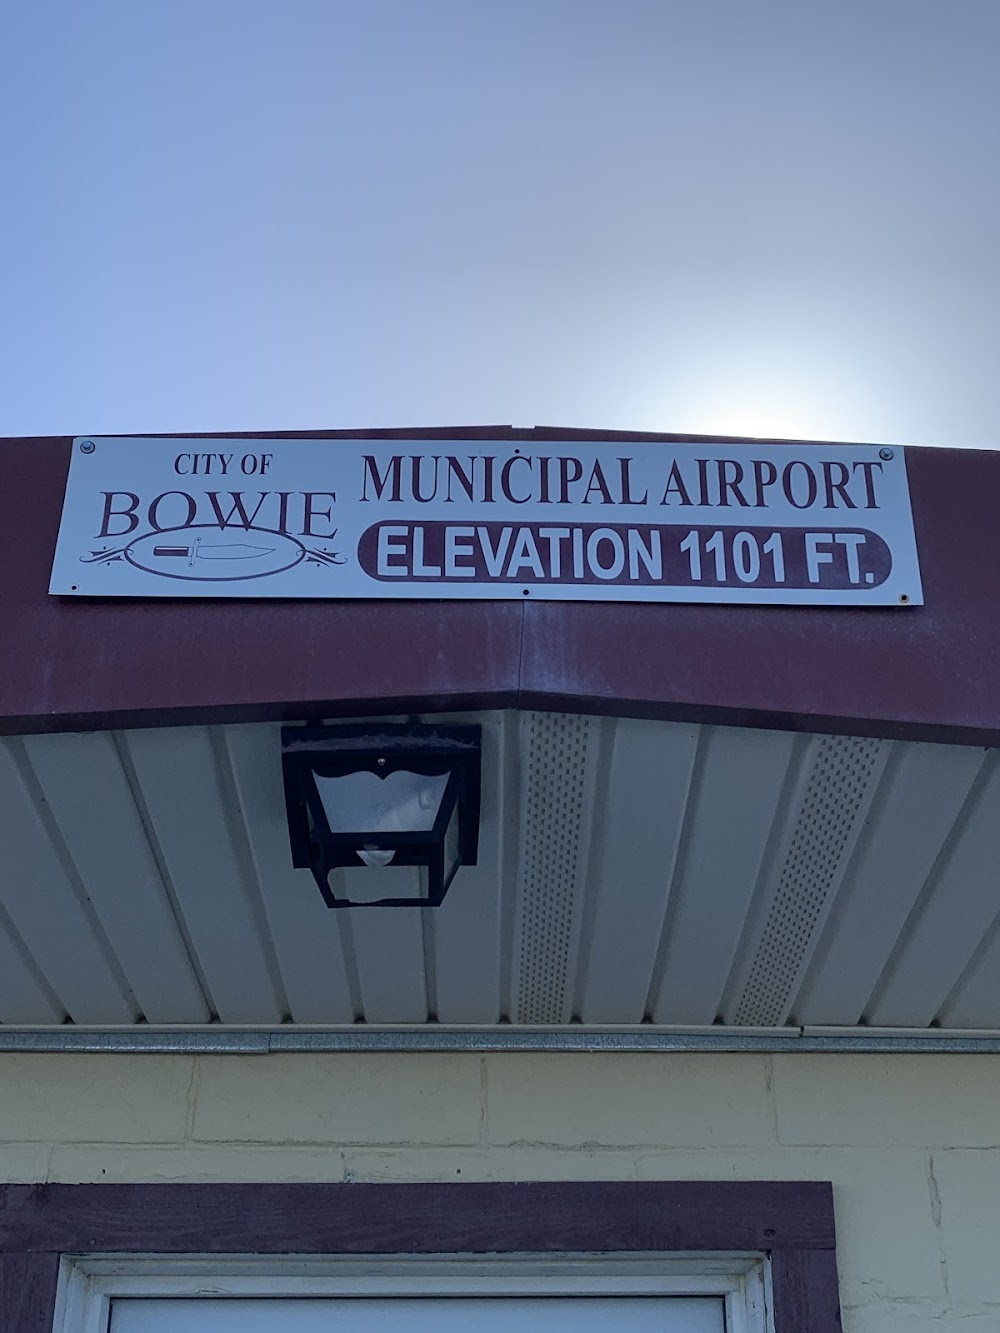 CITY OF
BOWIE
MUNICIPAL AIRPORT
ELEVATION 1101 FT.